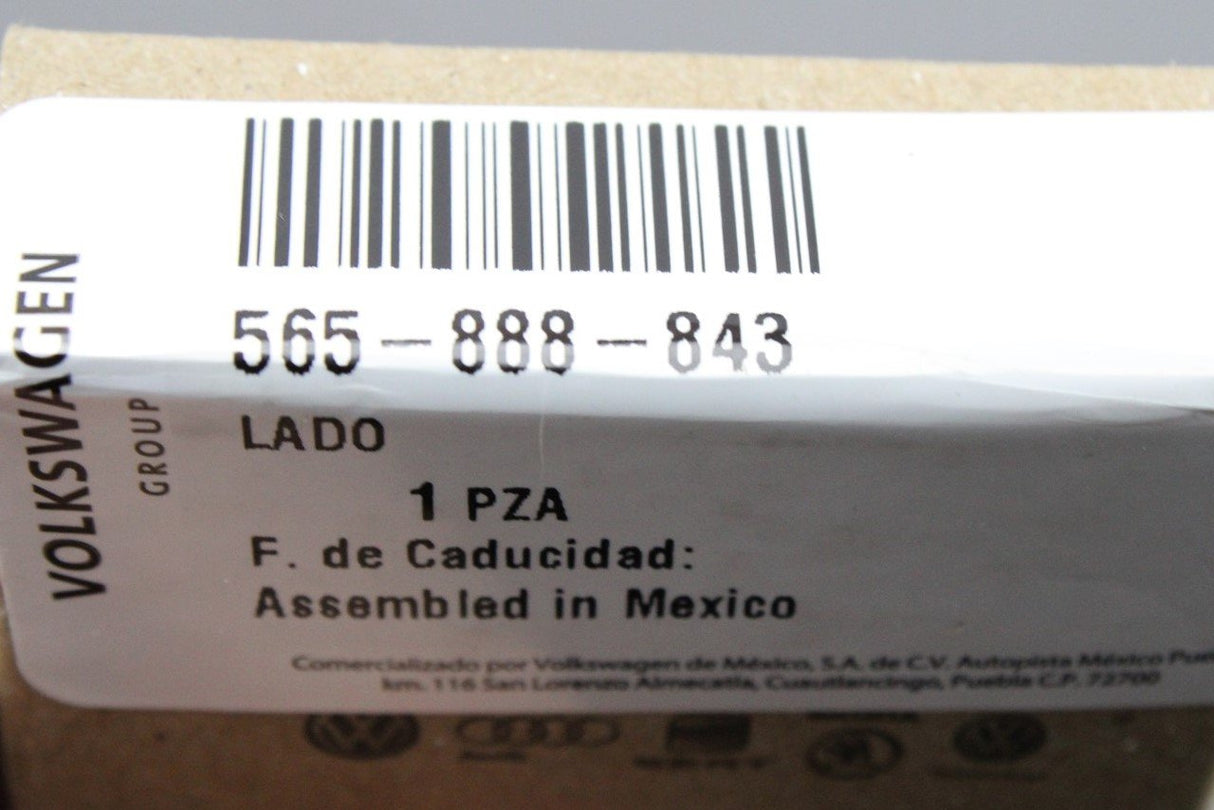 VOLKSWAGEN
GROUP
565-888-843
LADO
1 PZA
F. de Caducidad:
Assembled in Mexico
Comercializado por Volkswagen de México, S.A. de C.V. Autopista México Pue
km. 116 San Lorenzo Almecatla, Cuautlancingo, Puebla C.P. 72700